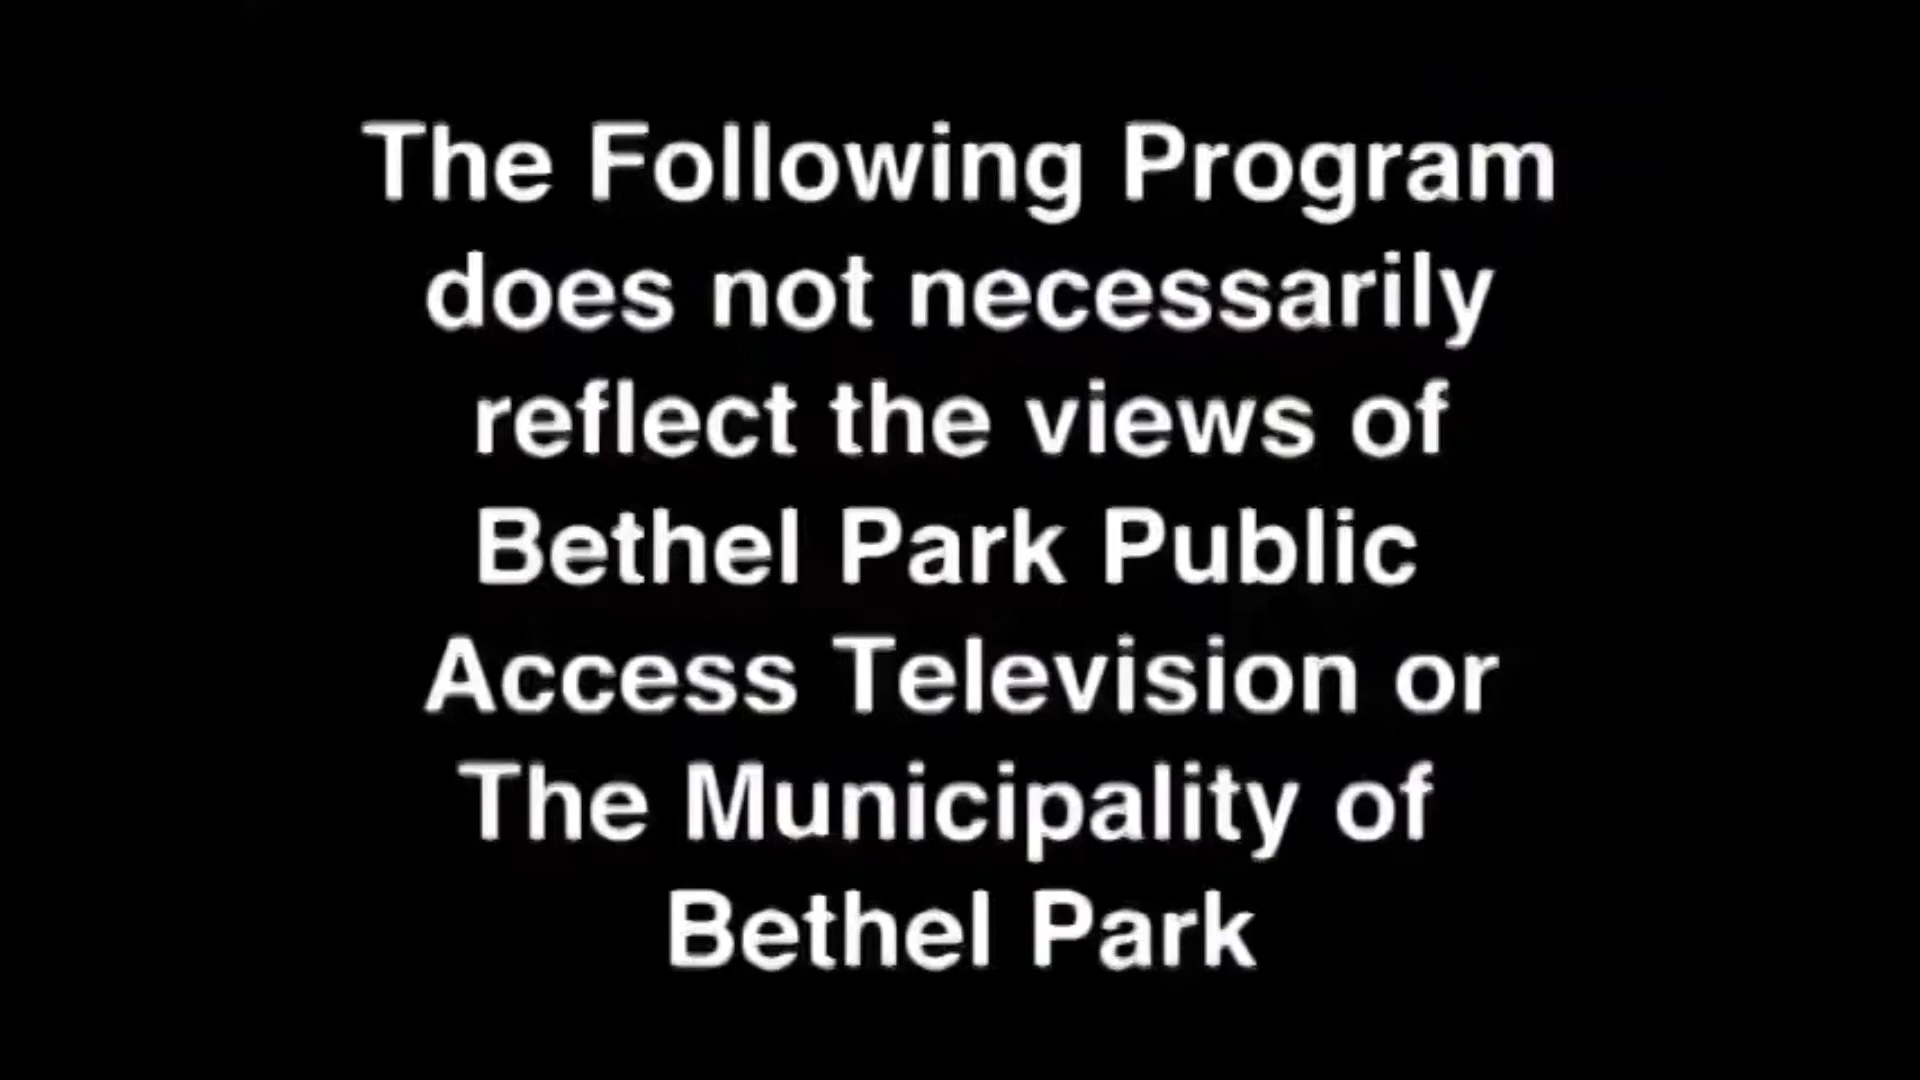 The Following Program
does not necessarily
reflect the views of
Bethel Park Public
Access Television or
The Municipality of
Bethel Park